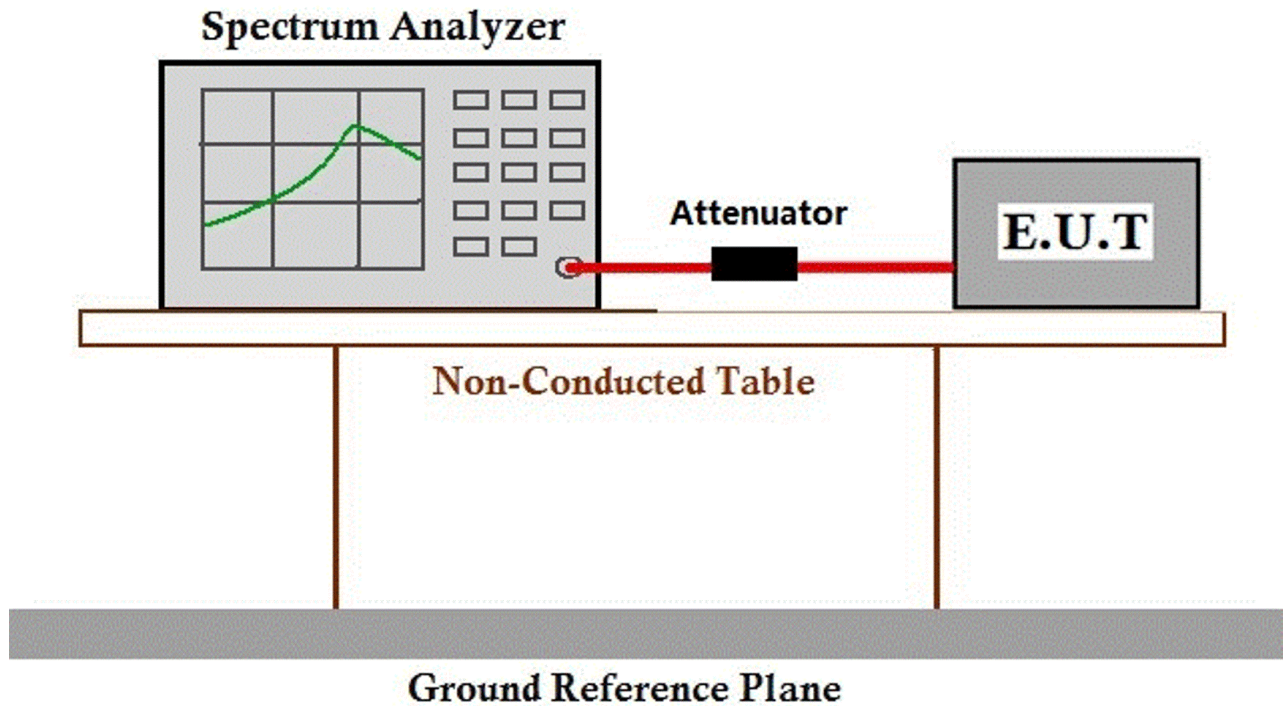 Spectrum Analyzer
Attenuator
E.U.T
Non-Conducted Table
Ground Reference Plane